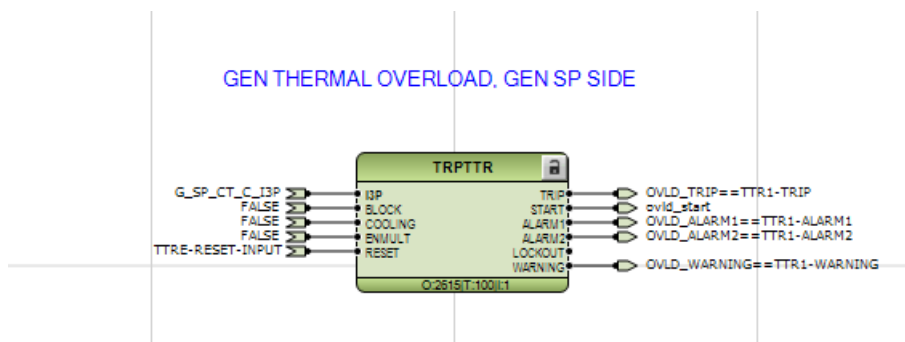 GEN THERMAL OVERLOAD, GEN SP SIDE
TRPTTR
G_SP_CT_C_I3P I3P TRIP OVLD_TRIP==TTR1-TRIP
FALSE BLOCK START ovld_start
FALSE COOLING ALARM1 OVLD_ALARM1==TTR1-ALARM1
FALSE ENMULT ALARM2 OVLD_ALARM2==TTR1-ALARM2
TTRE-RESET-INPUT RESET LOCKOUT
WARNING OVLD_WARNING==TTR1-WARNING
O:2615|T:100|I:1